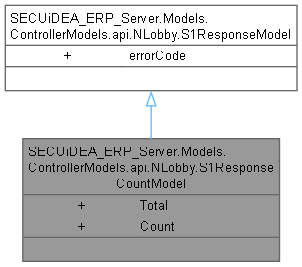 SECUiDEA_ERP_Server.Models.
ControllerModels.api.NLobby.S1ResponseModel
+ errorCode
SECUiDEA_ERP_Server.Models.
ControllerModels.api.NLobby.S1Response
CountModel
+ Total
+ Count